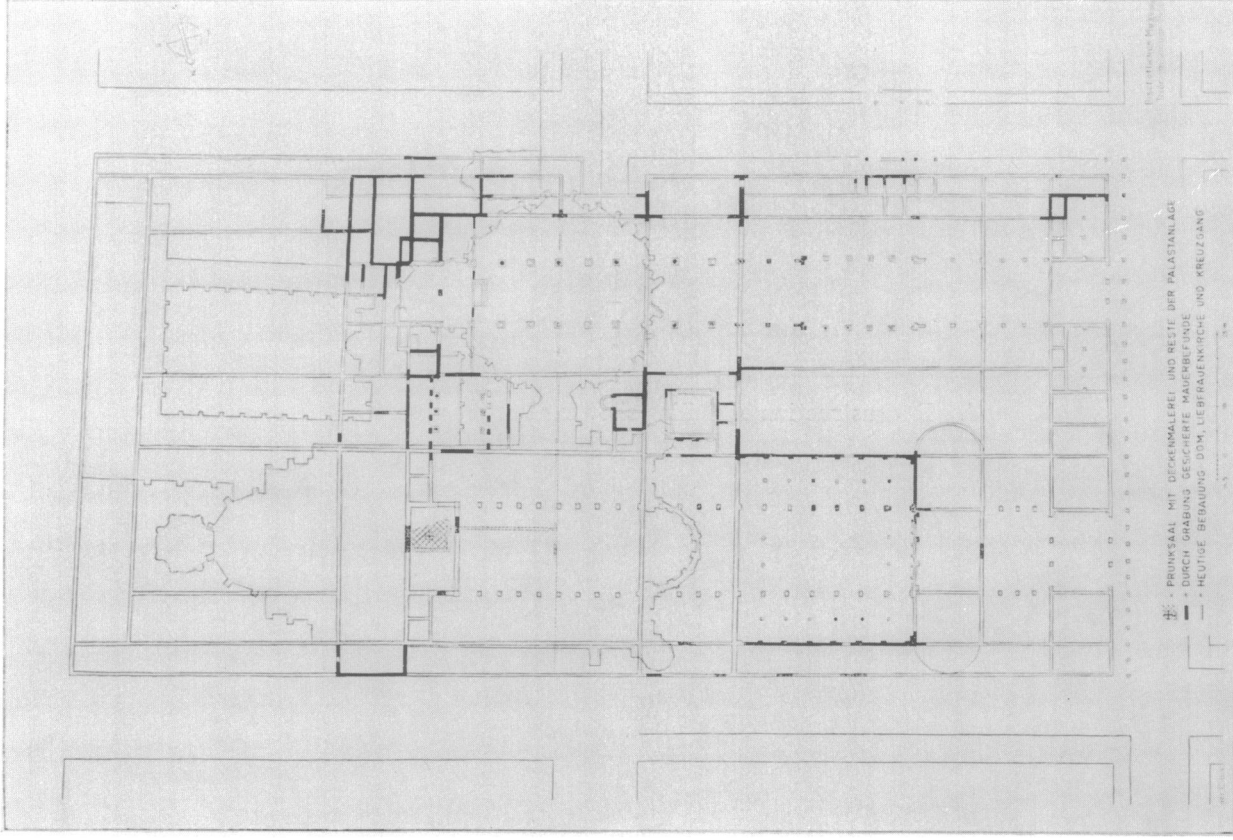 = PRUNKSAAL MIT DECKENMALEREI UND RESTE DER PALASTANLAGE
= DURCH GRABUNG GESICHERTE MAUERBEFUNDE
= HEUTIGE BEBAUUNG DOM, LIEBFRAUENKIRCHE UND KREUZGANG